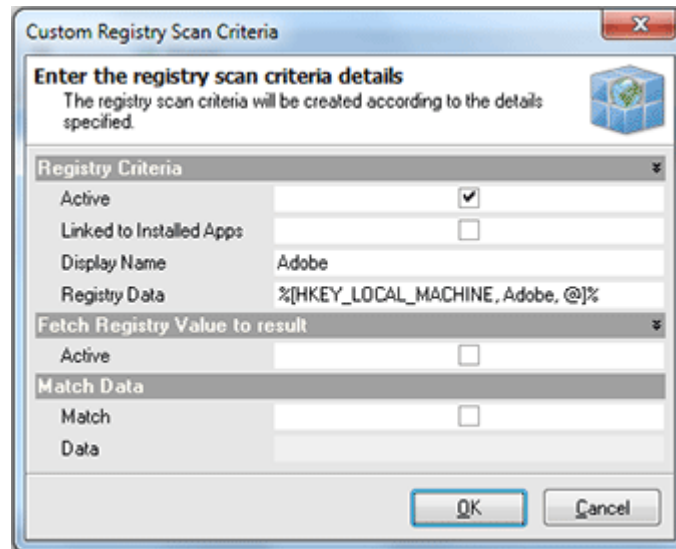 Custom Registry Scan Criteria
Enter the registry scan criteria details
The registry scan criteria will be created according to the details
specified.
Registry Criteria
Active
Linked to Installed Apps
Display Name Adobe
Registry Data %[HKEY_LOCAL_MACHINE, Adobe, @]%
Fetch Registry Value to result
Active
Match Data
Match
Data
OK Cancel